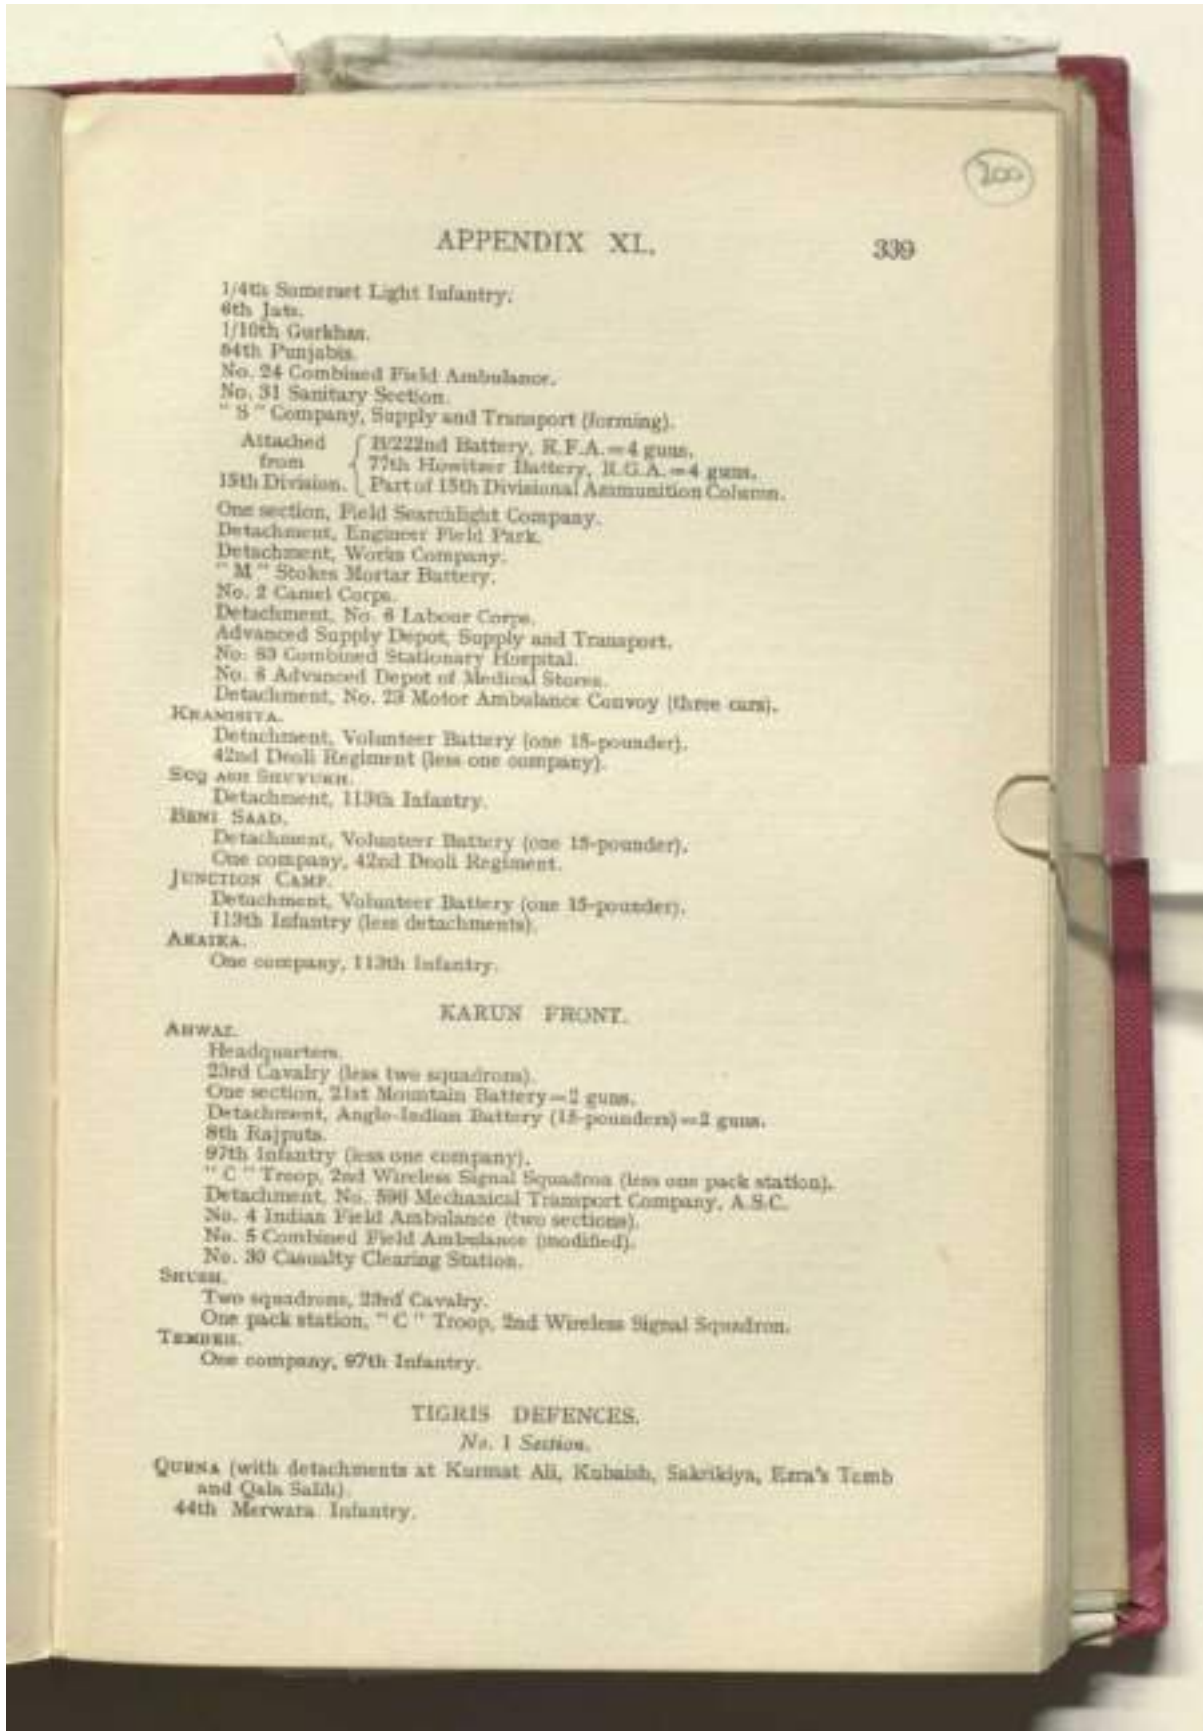 200
APPENDIX XL. 339
1/4th Somerset Light Infantry.
6th Jats.
1/10th Gurkhas.
84th Punjabis.
No. 24 Combined Field Ambulance.
No. 31 Sanitary Section.
"S" Company, Supply and Transport (forming).
Attached from 15th Division.
B/222nd Battery, R.F.A.=4 guns.
77th Howitzer Battery, R.G.A.=4 guns.
Part of 15th Divisional Ammunition Column.
One section, Field Searchlight Company.
Detachment, Engineer Field Park.
Detachment, Works Company.
"M" Stokes Mortar Battery.
No. 2 Camel Corps.
Detachment, No. 6 Labour Corps.
Advanced Supply Depot, Supply and Transport.
No. 83 Combined Stationary Hospital.
No. 8 Advanced Depot of Medical Stores.
Detachment, No. 23 Motor Ambulance Convoy (three cars).
KHAMISIYA.
Detachment, Volunteer Battery (one 15-pounder).
42nd Deoli Regiment (less one company).
SUQ ASH SHUYUKH.
Detachment, 113th Infantry.
BENI SAAD.
Detachment, Volunteer Battery (one 15-pounder).
One company, 42nd Deoli Regiment.
JUNCTION CAMP.
Detachment, Volunteer Battery (one 15-pounder).
113th Infantry (less detachments).
AKAIKA.
One company, 113th Infantry.
KARUN FRONT.
AHWAZ.
Headquarters.
23rd Cavalry (less two squadrons).
One section, 21st Mountain Battery=2 guns.
Detachment, Anglo-Indian Battery (15-pounders)=2 guns.
8th Rajputs.
97th Infantry (less one company).
"C" Troop, 2nd Wireless Signal Squadron (less one pack station).
Detachment, No. 596 Mechanical Transport Company, A.S.C.
No. 4 Indian Field Ambulance (two sections).
No. 5 Combined Field Ambulance (modified).
No. 30 Casualty Clearing Station.
SHUSH.
Two squadrons, 23rd Cavalry.
One pack station, "C" Troop, 2nd Wireless Signal Squadron.
TEMBEH.
One company, 97th Infantry.
TIGRIS DEFENCES.
No. 1 Section.
QURNA (with detachments at Kurmat Ali, Kubaish, Sakrikiya, Ezra's Tomb
and Qala Salih).
44th Merwara Infantry.